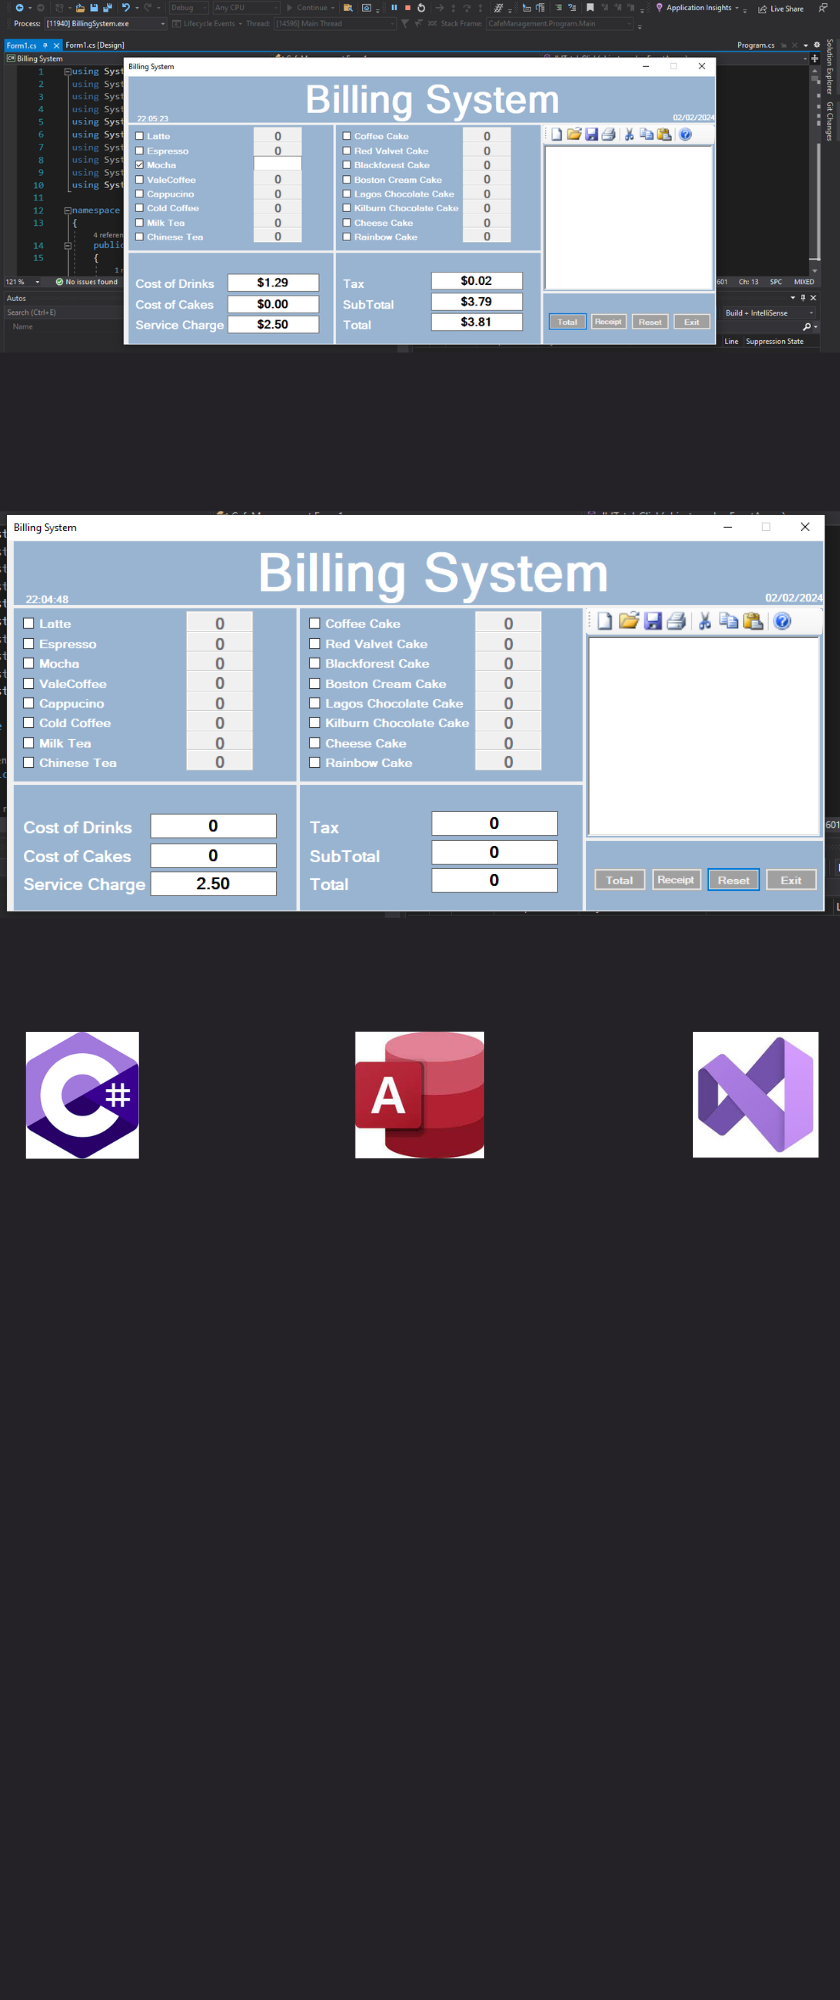 Debug Any CPU Continue Application Insights Live Share
Process: [11940] BillingSystem.exe Lifecycle Events Thread: [14596] Main Thread Stack Frame: CafeManagement.Program.Main
Form1.cs Form1.cs [Design] Program.cs
Billing System
Solution Explorer Git Changes
1 using Syst
2 using Syst
3 using Syst
4 using Syst
5 using Syst
6 using Syst
7 using Syst
8 using Syst
9 using Syst
10 using Syst
11
12 namespace
13 {
4 referen
14 public
15 {
121 % No issues found 601 Ch: 13 SPC MIXED
Autos
Search (Ctrl+E) Build + IntelliSense
Name Line Suppression State
Billing System
Billing System
22:05:23 02/02/2024
Latte 0 Coffee Cake 0
Espresso 0 Red Valvet Cake 0
Mocha Blackforest Cake 0
ValeCoffee 0 Boston Cream Cake 0
Cappucino 0 Lagos Chocolate Cake 0
Cold Coffee 0 Kilburn Chocolate Cake 0
Milk Tea 0 Cheese Cake 0
Chinese Tea 0 Rainbow Cake 0
Cost of Drinks $1.29 Tax $0.02
Cost of Cakes $0.00 SubTotal $3.79
Service Charge $2.50 Total $3.81
Total Receipt Reset Exit
Billing System
Billing System
22:04:48 02/02/2024
Latte 0 Coffee Cake 0
Espresso 0 Red Valvet Cake 0
Mocha 0 Blackforest Cake 0
ValeCoffee 0 Boston Cream Cake 0
Cappucino 0 Lagos Chocolate Cake 0
Cold Coffee 0 Kilburn Chocolate Cake 0
Milk Tea 0 Cheese Cake 0
Chinese Tea 0 Rainbow Cake 0
Cost of Drinks 0 Tax 0
Cost of Cakes 0 SubTotal 0
Service Charge 2.50 Total 0
Total Receipt Reset Exit
601
C# A